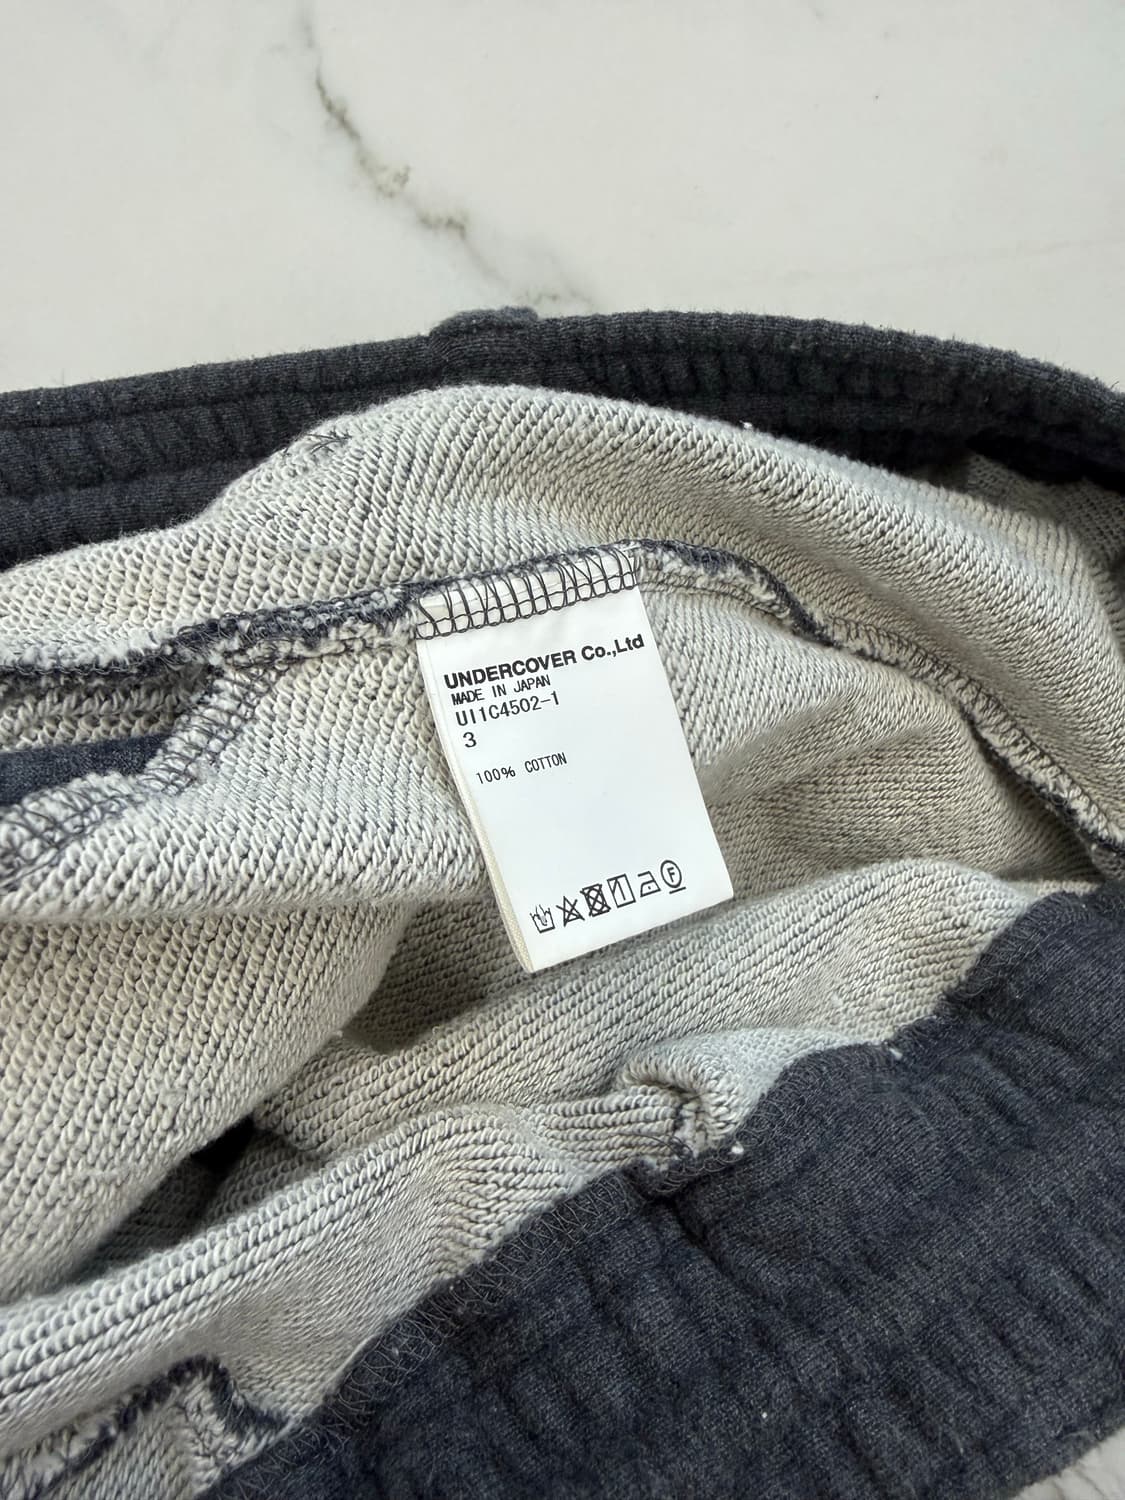 UNDERCOVER Co.,Ltd
MADE IN JAPAN
UI1C4502-1
3
100% COTTON
F